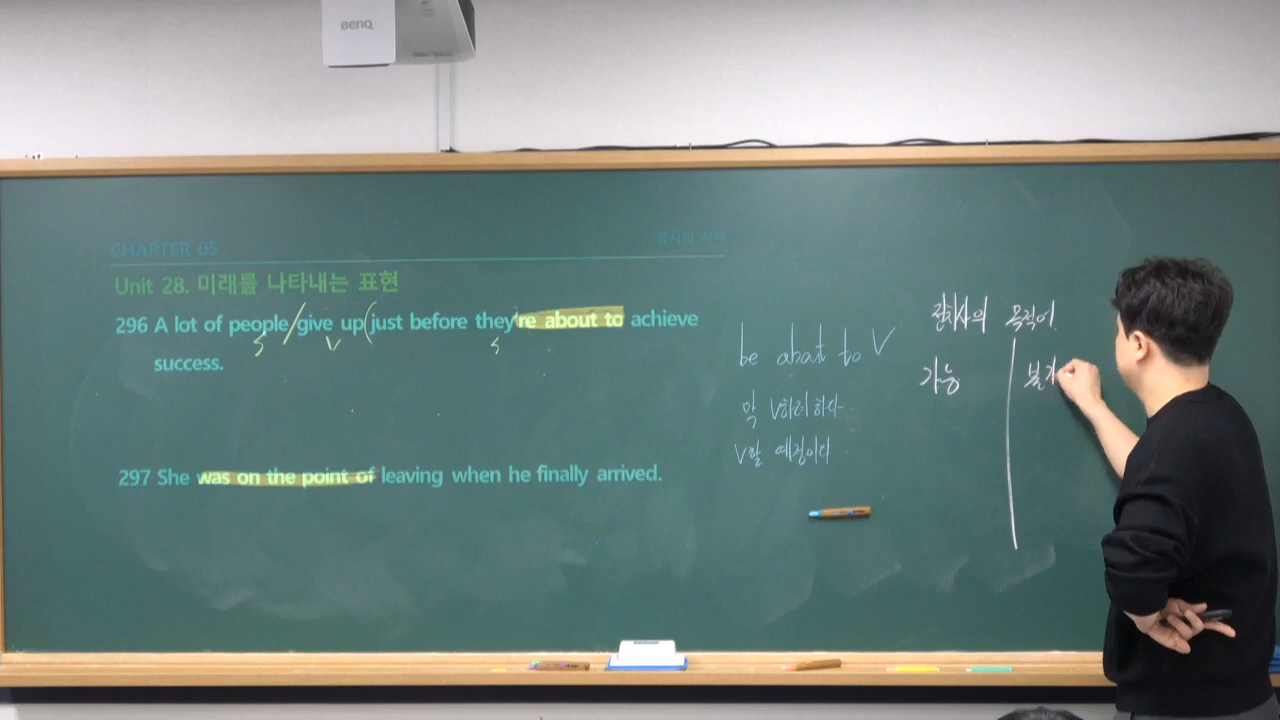 BenQ
CHAPTER 05
동사의 시제
Unit 28. 미래를 나타내는 표현
296 A lot of people/give up(just before they're about to achieve
success.
S
V
S
297 She was on the point of leaving when he finally arrived.
be about to V
막 V하려 하다
V할 예정이다
전치사의 목적어
가능
불가